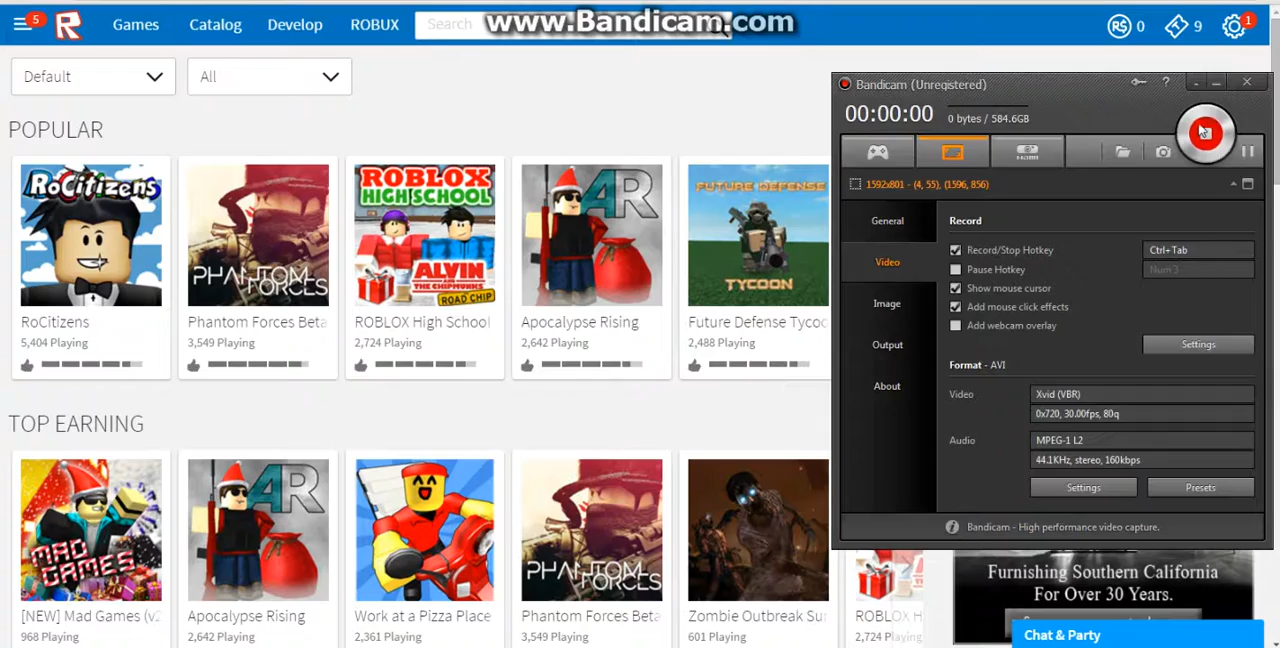 5
Games
Catalog
Develop
ROBUX
Search
www.Bandicam.com
R$ 0
9
1
Default
All
POPULAR
RoCitizens
PHANTOM FORCES
ROBLOX HIGH SCHOOL
ALVIN AND THE CHIPMUNKS
ROAD CHIP
AR
FUTURE DEFENSE
TYCOON
RoCitizens
Phantom Forces Beta
ROBLOX High School
Apocalypse Rising
Future Defense Tycoc
5,404 Playing
3,549 Playing
2,724 Playing
2,642 Playing
2,488 Playing
TOP EARNING
MAD GAMES
AR
PHANTOM FORCES
[NEW] Mad Games (v2
Apocalypse Rising
Work at a Pizza Place
Phantom Forces Beta
Zombie Outbreak Sur
ROBLOX H
968 Playing
2,642 Playing
2,361 Playing
3,549 Playing
601 Playing
2,724 Playing
Bandicam (Unregistered)
?
00:00:00
0 bytes / 584.6GB
HDMI
1592x801 - (4, 55), (1596, 856)
General
Video
Image
Output
About
Record
Record/Stop Hotkey
Ctrl+Tab
Pause Hotkey
Num 3
Show mouse cursor
Add mouse click effects
Add webcam overlay
Settings
Format - AVI
Video
Xvid (VBR)
0x720, 30.00fps, 80q
Audio
MPEG-1 L2
44.1KHz, stereo, 160kbps
Settings
Presets
Bandicam - High performance video capture.
Furnishing Southern California
For Over 30 Years.
Chat & Party